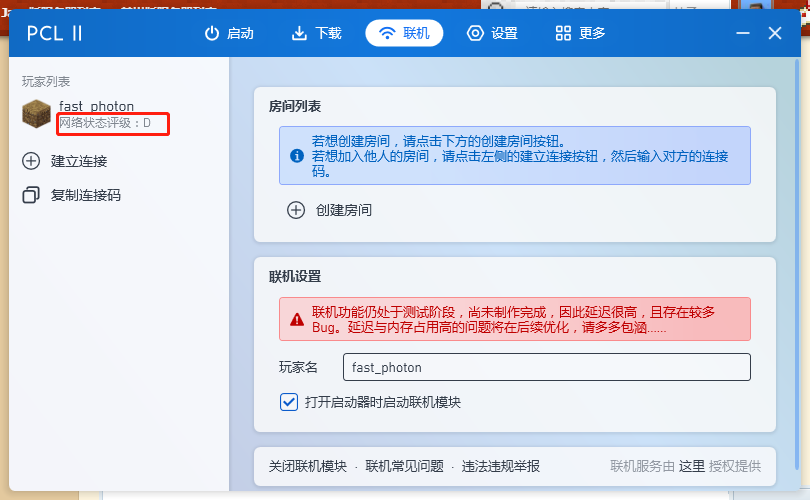 PCL II
启动
下载
联机
设置
更多
玩家列表
fast_photon
网络状态评级：D
建立连接
复制连接码
房间列表
若想创建房间，请点击下方的创建房间按钮。
若想加入他人的房间，请点击左侧的建立连接按钮，然后输入对方的连接
码。
创建房间
联机设置
联机功能仍处于测试阶段，尚未制作完成，因此延迟很高，且存在较多
Bug。延迟与内存占用高的问题将在后续优化，请多多包涵......
玩家名
fast_photon
打开启动器时启动联机模块
关闭联机模块 · 联机常见问题 · 违法违规举报
联机服务由 这里 授权提供